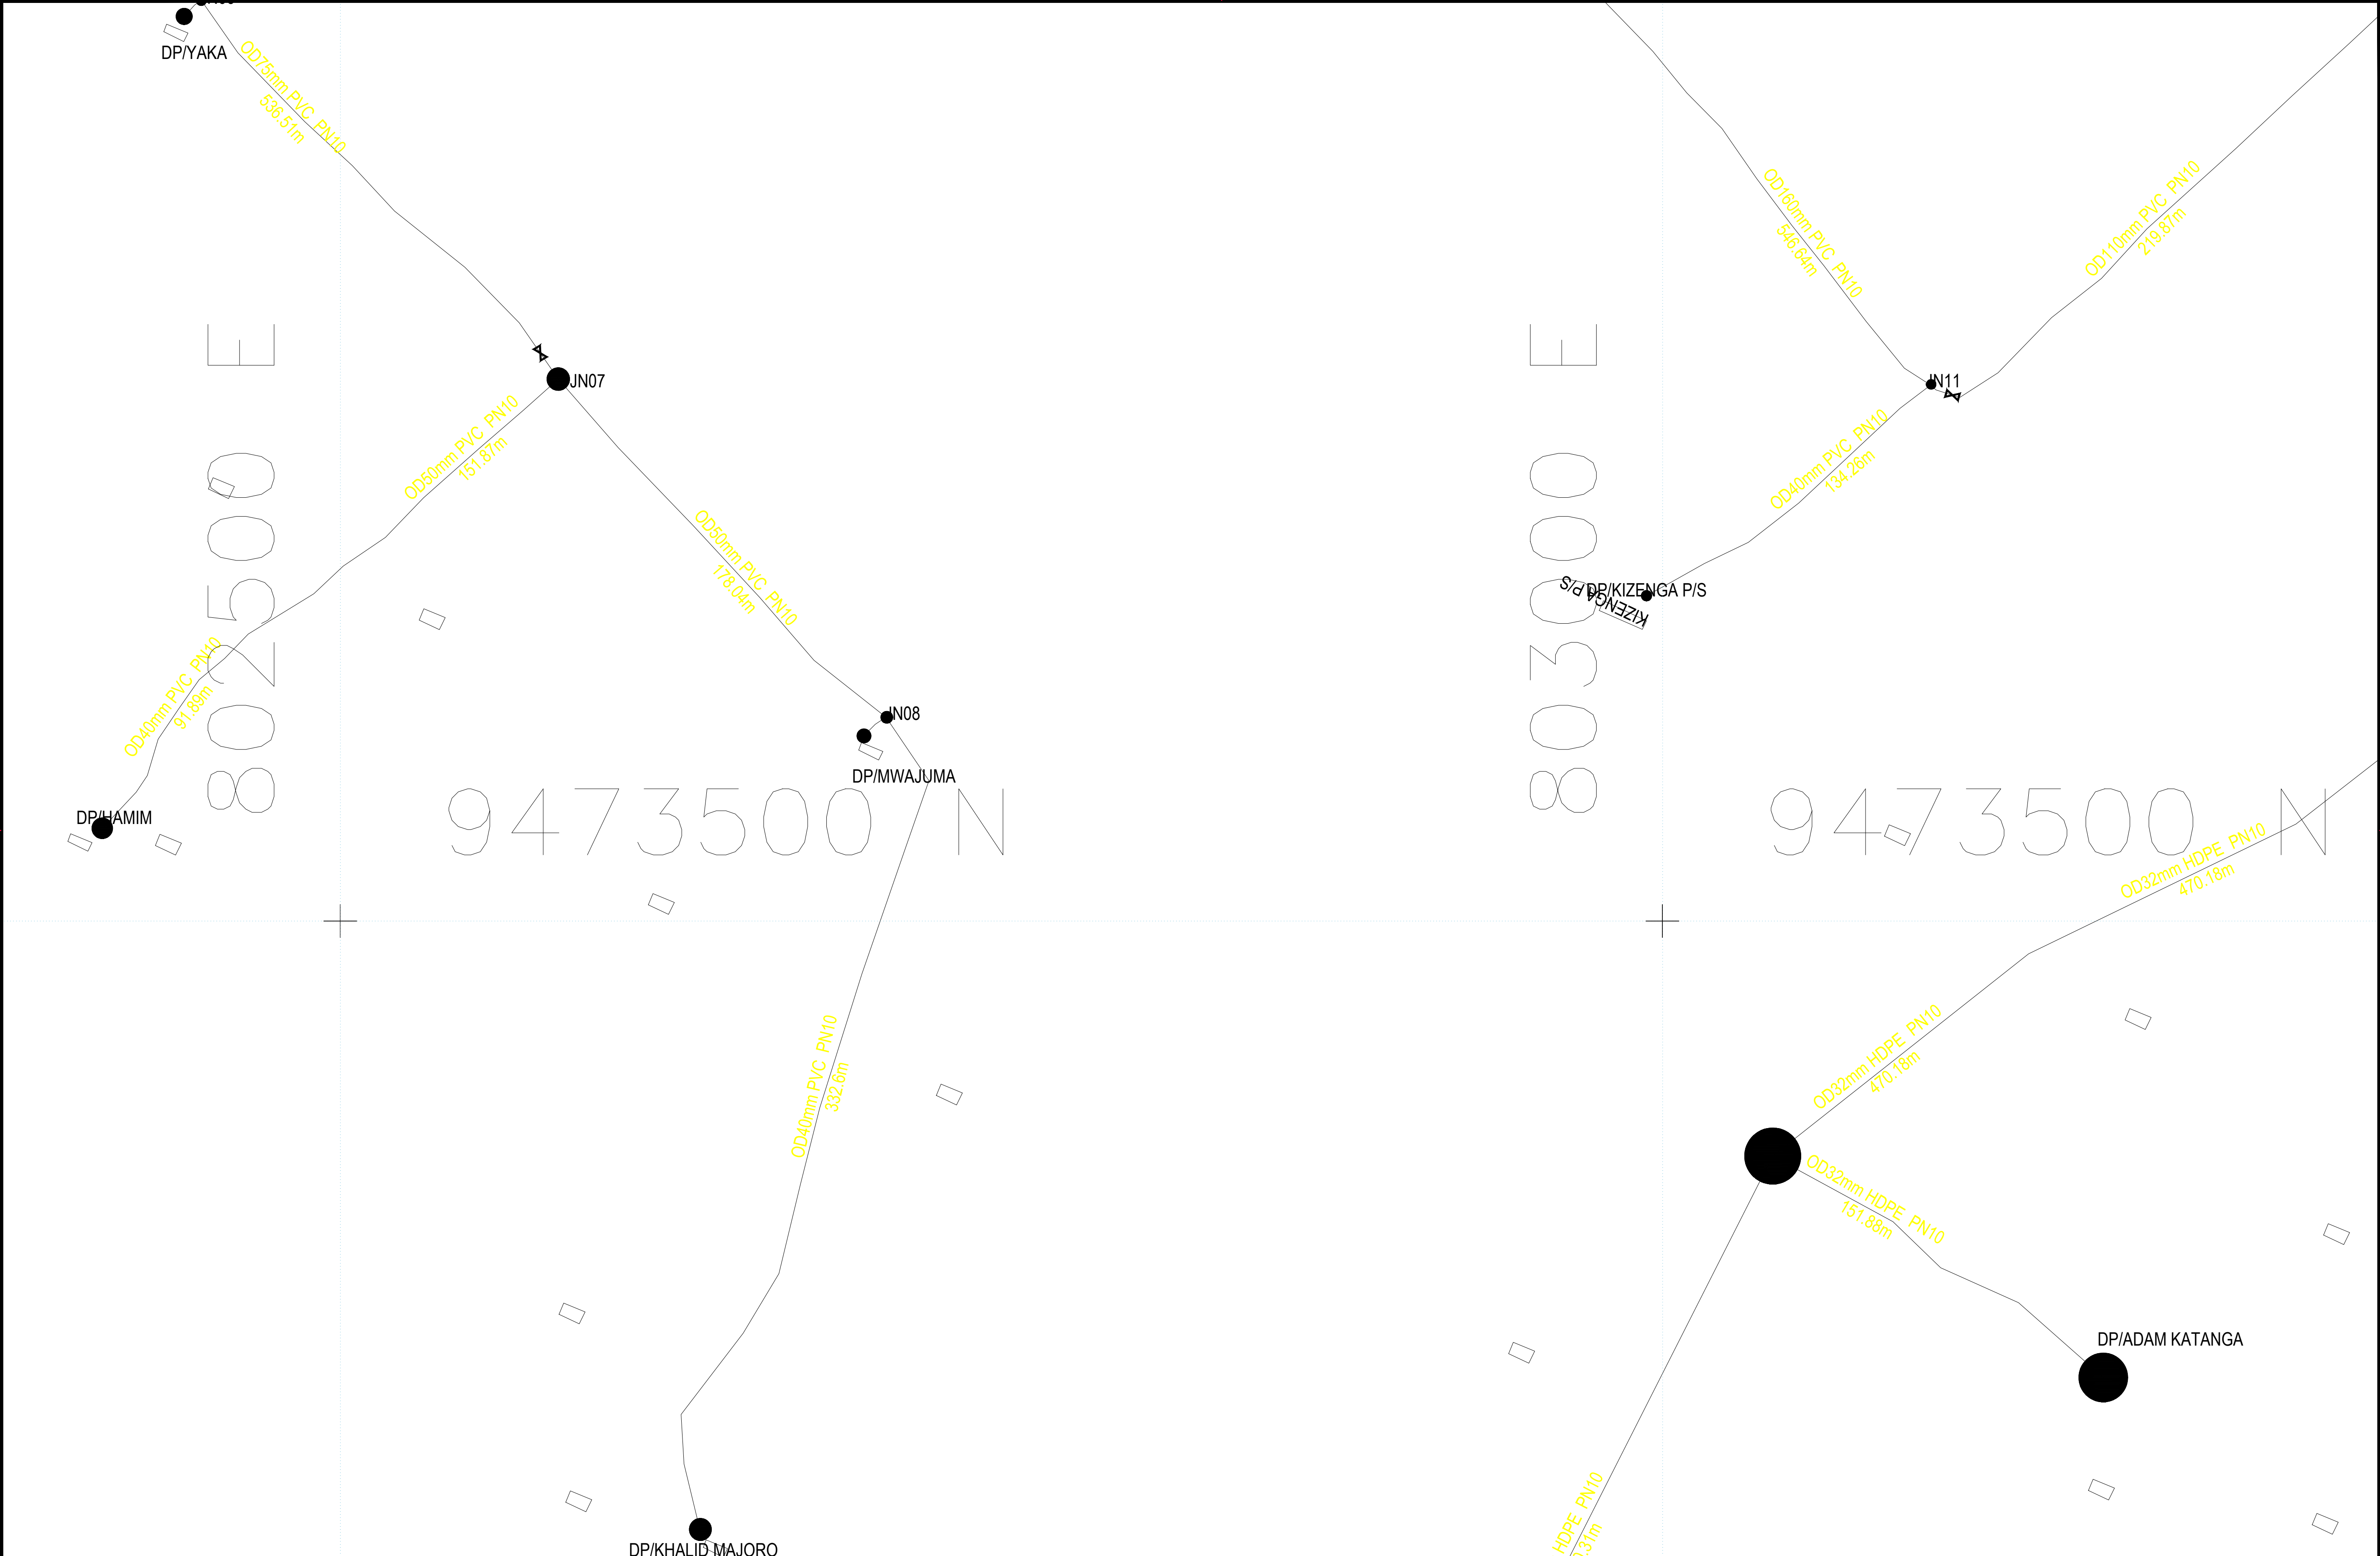 DP/YAKA
OD75mm PVC PN10
536.51m
OD160mm PVC PN10
546.64m
OD110mm PVC PN10
219.87m
802500 E
803000 E
JN07
JN11
OD50mm PVC PN10
151.87m
OD40mm PVC PN10
134.26m
OD50mm PVC PN10
178.04m
DP/KIZENGA P/S
KIZENGA P/S
OD40mm PVC PN10
91.89m
JN08
DP/MWAJUMA
DP/HAMIM
9473500 N
9473500 N
OD32mm HDPE PN10
470.18m
OD40mm PVC PN10
332.6m
OD32mm HDPE PN10
470.18m
OD32mm HDPE PN10
151.88m
DP/ADAM KATANGA
HDPE PN10
.31m
DP/KHALID MAJORO